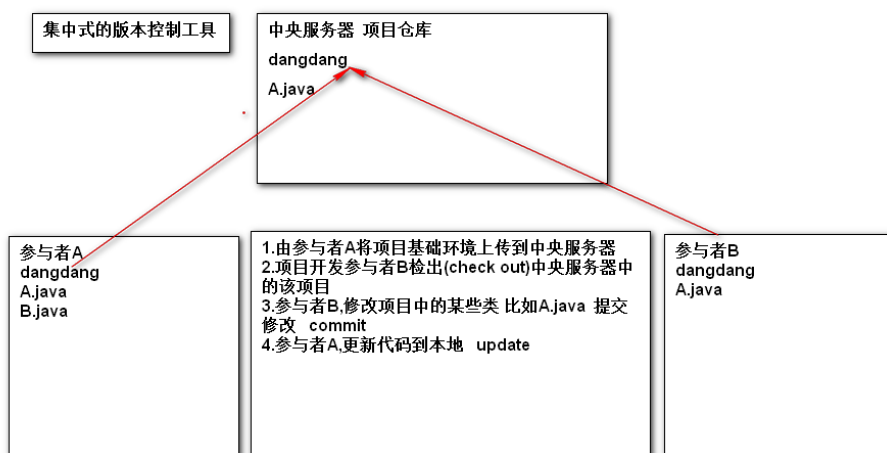 集中式的版本控制工具
中央服务器 项目仓库
dangdang
A.java
参与者A
dangdang
A.java
B.java
1.由参与者A将项目基础环境上传到中央服务器
2.项目开发参与者B检出(check out)中央服务器中
的该项目
3.参与者B,修改项目中的某些类 比如A.java 提交
修改 commit
4.参与者A,更新代码到本地 update
参与者B
dangdang
A.java